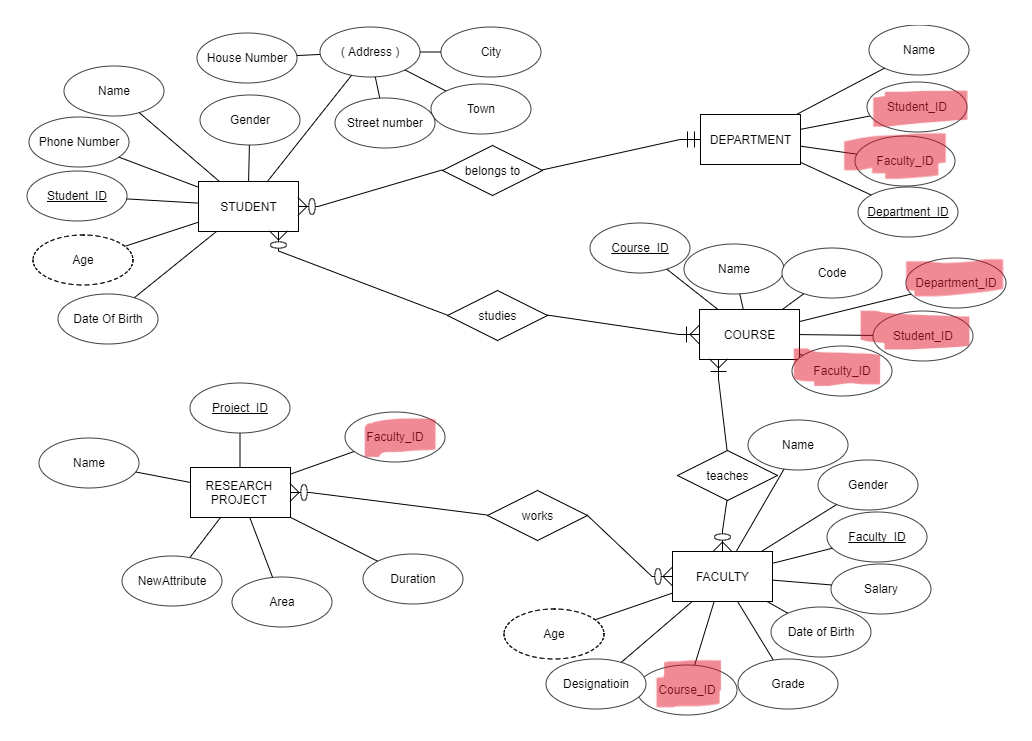 House Number
( Address )
City
Name
Name
Gender
Street number
Town
Student_ID
Phone Number
DEPARTMENT
Faculty_ID
belongs to
Student_ID
STUDENT
Department_ID
Age
Course_ID
Name
Code
Department_ID
Date Of Birth
studies
COURSE
Student_ID
Faculty_ID
Project_ID
Faculty_ID
Name
Name
RESEARCH
PROJECT
teaches
Gender
works
Faculty_ID
NewAttribute
Area
Duration
FACULTY
Salary
Age
Date of Birth
Designatioin
Course_ID
Grade